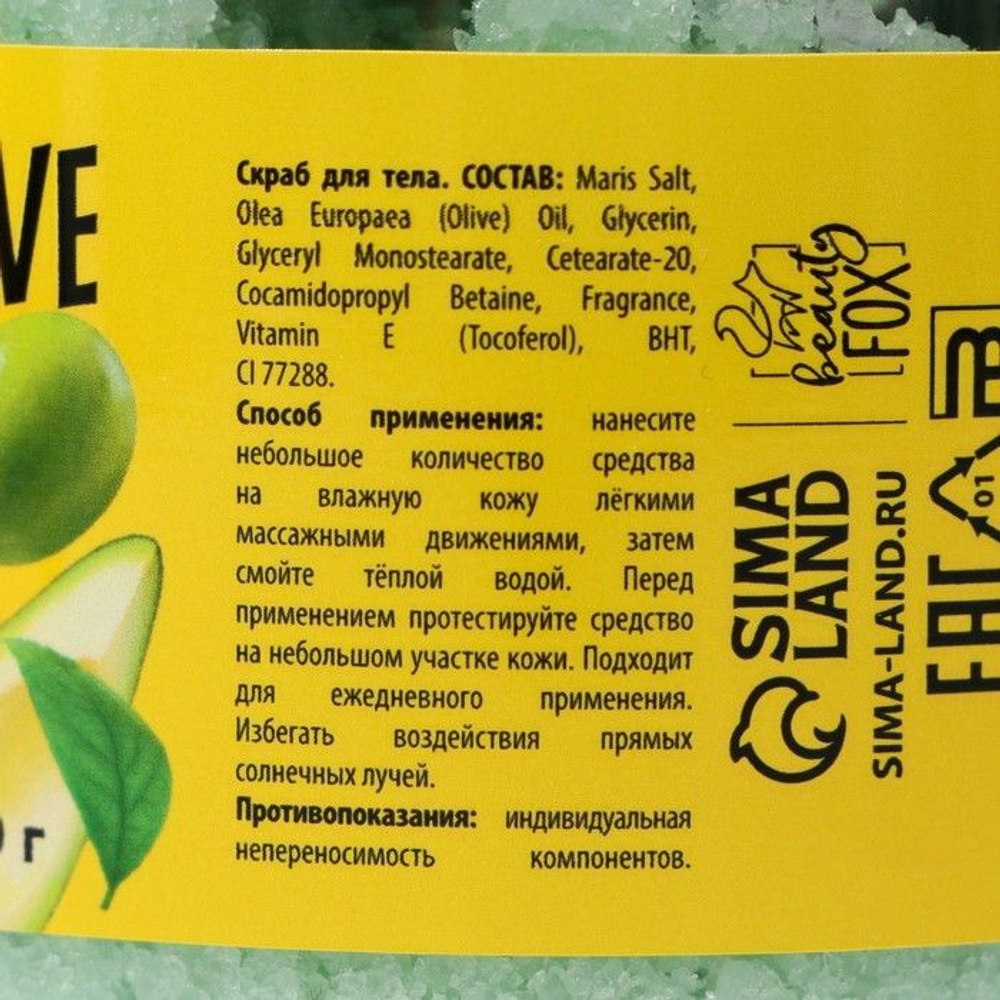 VE
г
Скраб для тела. СОСТАВ: Maris Salt,
Olea Europaea (Olive) Oil, Glycerin,
Glyceryl Monostearate, Cetearate-20,
Cocamidopropyl Betaine, Fragrance,
Vitamin E (Tocoferol), BHT,
CI 77288.
Способ применения: нанесите
небольшое количество средства
на влажную кожу лёгкими
массажными движениями, затем
смойте тёплой водой. Перед
применением протестируйте средство
на небольшом участке кожи. Подходит
для ежедневного применения.
Избегать воздействия прямых
солнечных лучей.
Противопоказания: индивидуальная
непереносимость компонентов.
beauty
FOX
SIMA
LAND
SIMA-LAND.RU
EAC
01